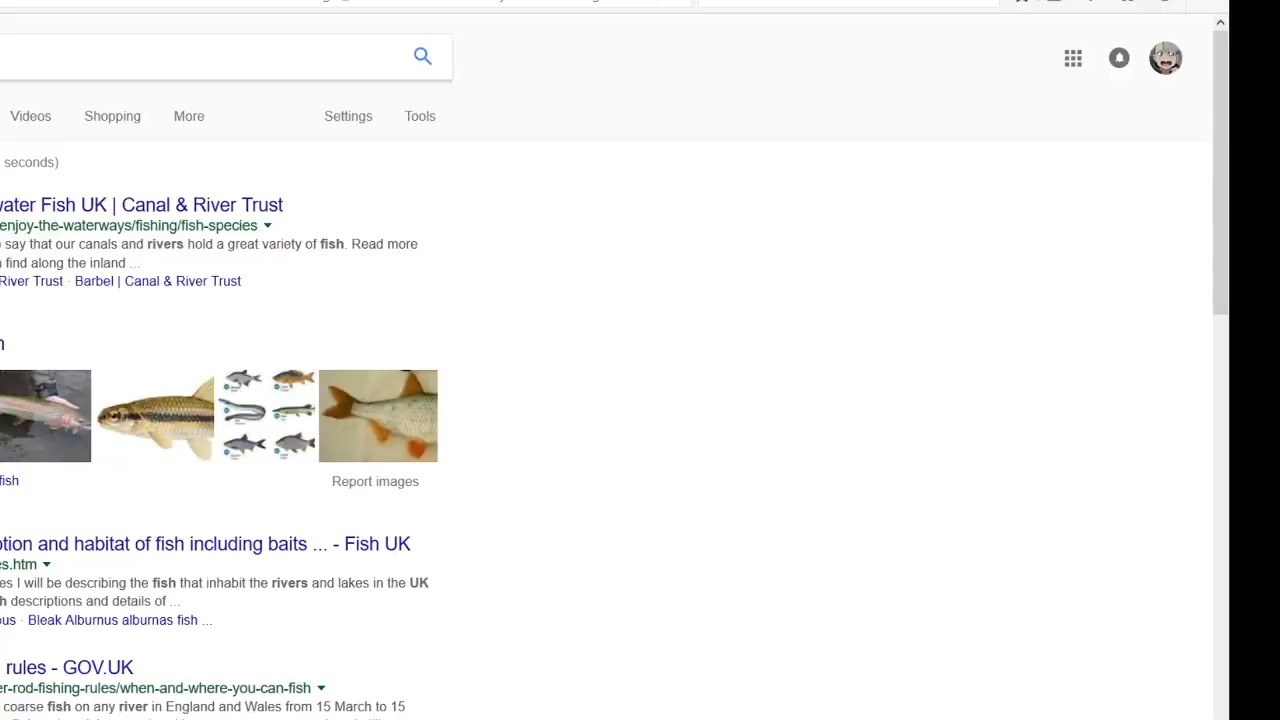 Videos Shopping More Settings Tools
seconds)
water Fish UK | Canal & River Trust
enjoy-the-waterways/fishing/fish-species
say that our canals and rivers hold a great variety of fish. Read more
find along the inland ...
River Trust · Barbel | Canal & River Trust
fish
Report images
ption and habitat of fish including baits ... - Fish UK
es.htm
es I will be describing the fish that inhabit the rivers and lakes in the UK
h descriptions and details of ...
ous · Bleak Alburnus alburnas fish ...
rules - GOV.UK
er-rod-fishing-rules/when-and-where-you-can-fish
coarse fish on any river in England and Wales from 15 March to 15